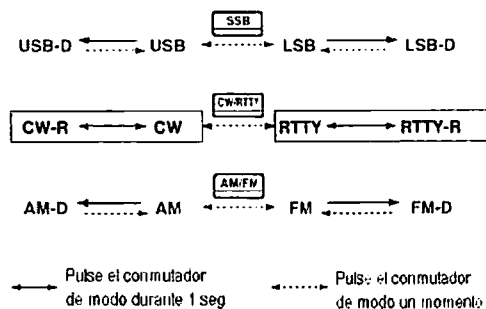 SSB
USB-D USB LSB LSB-D
CW/RTTY
CW-R CW RTTY RTTY-R
AM/FM
AM-D AM FM FM-D
Pulse el conmutador de modo durante 1 seg
Pulse el conmutador de modo un momento